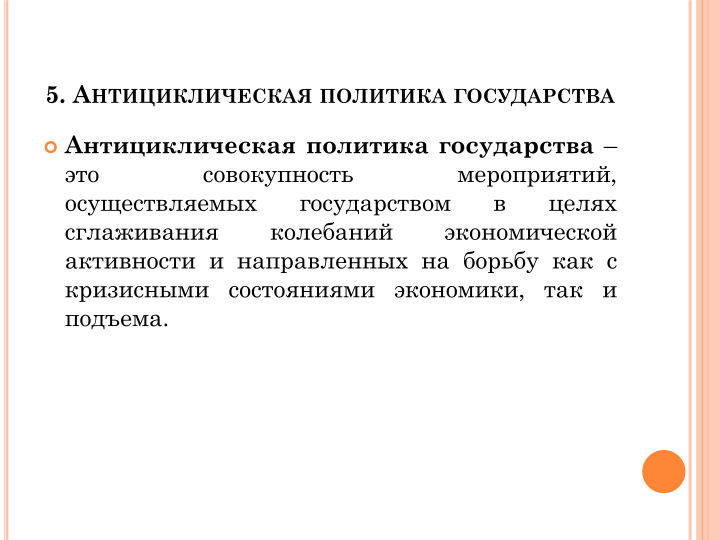 5. Антициклическая политика государства
Антициклическая политика государства –
это совокупность мероприятий,
осуществляемых государством в целях
сглаживания колебаний экономической
активности и направленных на борьбу как с
кризисными состояниями экономики, так и
подъема.